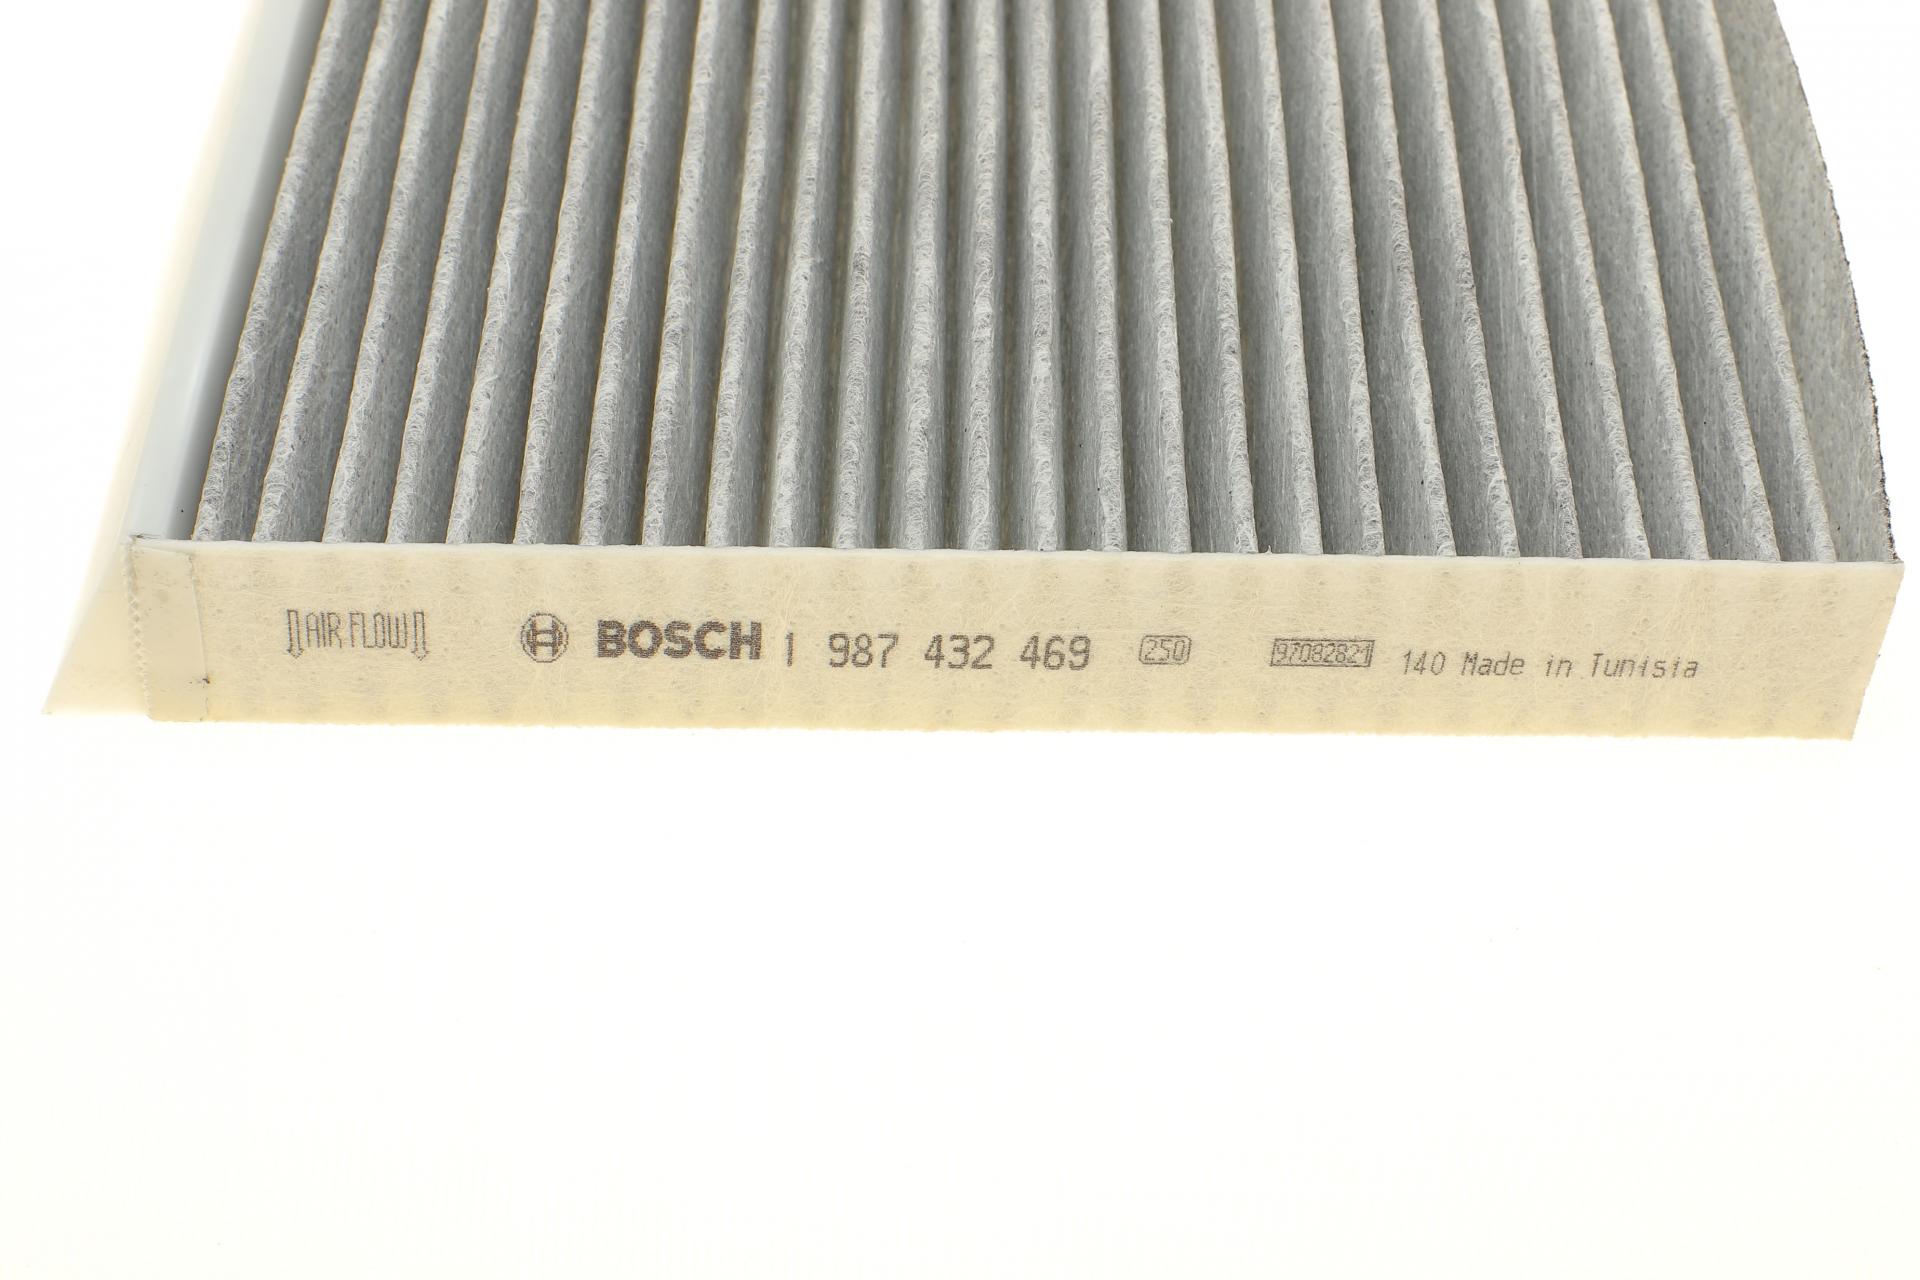 AIR FLOW BOSCH 1 987 432 469 250 97082821 140 Made in Tunisia